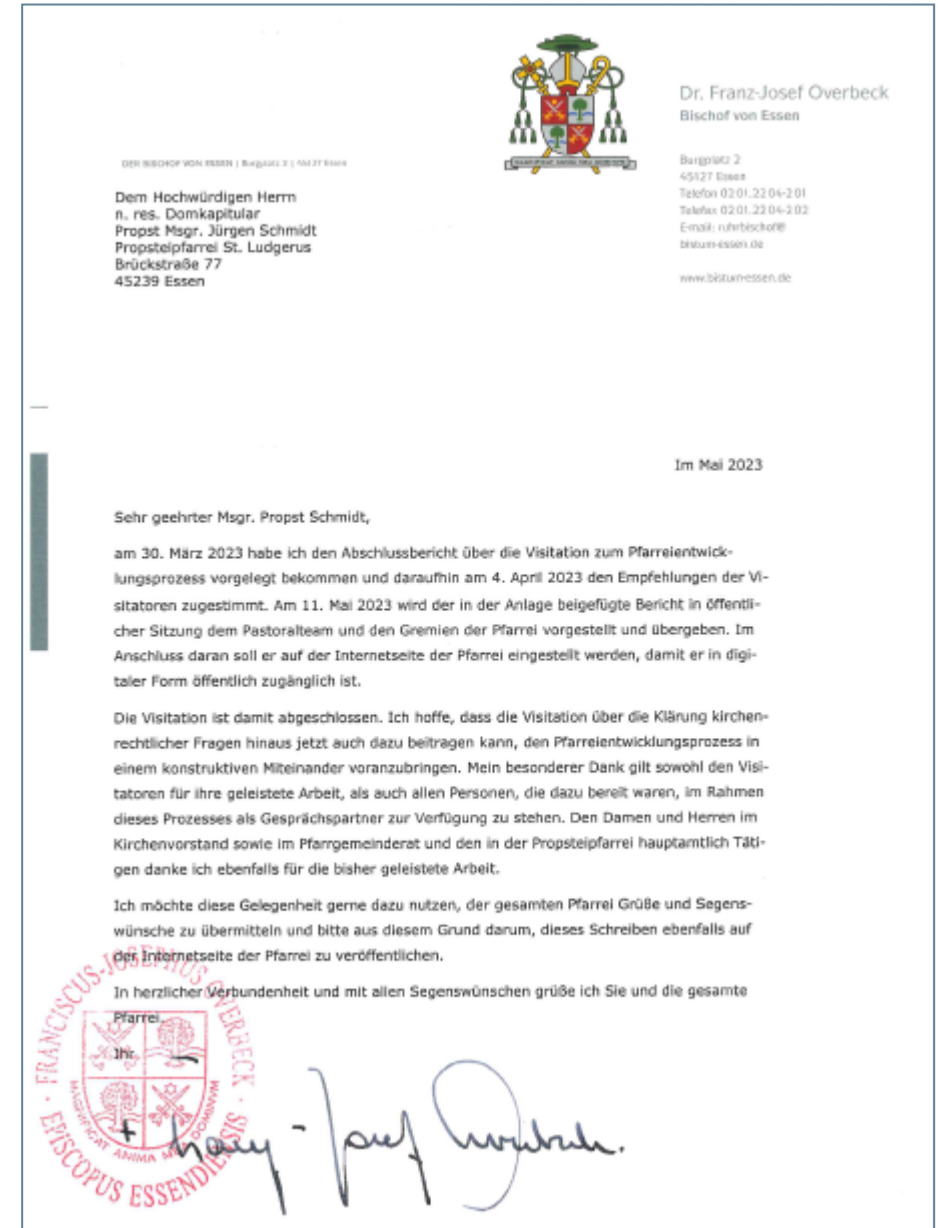 Dr. Franz-Josef Overbeck
Bischof von Essen
DER BISCHOF VON ESSEN | Burgplatz 2 | 45127 Essen
Burgplatz 2
45127 Essen
Telefon 02 01.22 04-2 01
Telefax 02 01.22 04-2 02
E-mail: ruhrbischof@
bistum-essen.de
www.bistum-essen.de
Dem Hochwürdigen Herrn
n. res. Domkapitular
Propst Msgr. Jürgen Schmidt
Propsteipfarrei St. Ludgerus
Brückstraße 77
45239 Essen
Im Mai 2023
Sehr geehrter Msgr. Propst Schmidt,
am 30. März 2023 habe ich den Abschlussbericht über die Visitation zum Pfarreientwick-
lungsprozess vorgelegt bekommen und daraufhin am 4. April 2023 den Empfehlungen der Vi-
sitatoren zugestimmt. Am 11. Mai 2023 wird der in der Anlage beigefügte Bericht in öffentli-
cher Sitzung dem Pastoralteam und den Gremien der Pfarrei vorgestellt und übergeben. Im
Anschluss daran soll er auf der Internetseite der Pfarrei eingestellt werden, damit er in digi-
taler Form öffentlich zugänglich ist.
Die Visitation ist damit abgeschlossen. Ich hoffe, dass die Visitation über die Klärung kirchen-
rechtlicher Fragen hinaus jetzt auch dazu beitragen kann, den Pfarreientwicklungsprozess in
einem konstruktiven Miteinander voranzubringen. Mein besonderer Dank gilt sowohl den Visi-
tatoren für ihre geleistete Arbeit, als auch allen Personen, die dazu bereit waren, im Rahmen
dieses Prozesses als Gesprächspartner zur Verfügung zu stehen. Den Damen und Herren im
Kirchenvorstand sowie im Pfarrgemeinderat und den in der Propsteipfarrei hauptamtlich Täti-
gen danke ich ebenfalls für die bisher geleistete Arbeit.
Ich möchte diese Gelegenheit gerne dazu nutzen, der gesamten Pfarrei Grüße und Segens-
wünsche zu übermitteln und bitte aus diesem Grund darum, dieses Schreiben ebenfalls auf
der Internetseite der Pfarrei zu veröffentlichen.
In herzlicher Verbundenheit und mit allen Segenswünschen grüße ich Sie und die gesamte
Pfarrei.
Ihr
FRANCISCUS-JOSEPHUS OVERBECK · EPISCOPUS ESSENDIENSIS ·
MAGNIFICAT ANIMA MEA DOMINVM
+ Franz-Josef Overbeck.